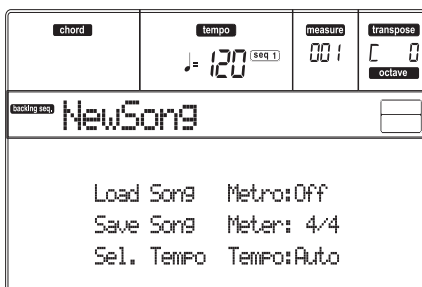 chord tempo measure transpose
♩= 120 seq 1 001 C 0
octave
backing seq. NewSong
Load Song Metro:Off
Save Song Meter: 4/4
Sel. Tempo Tempo:Auto